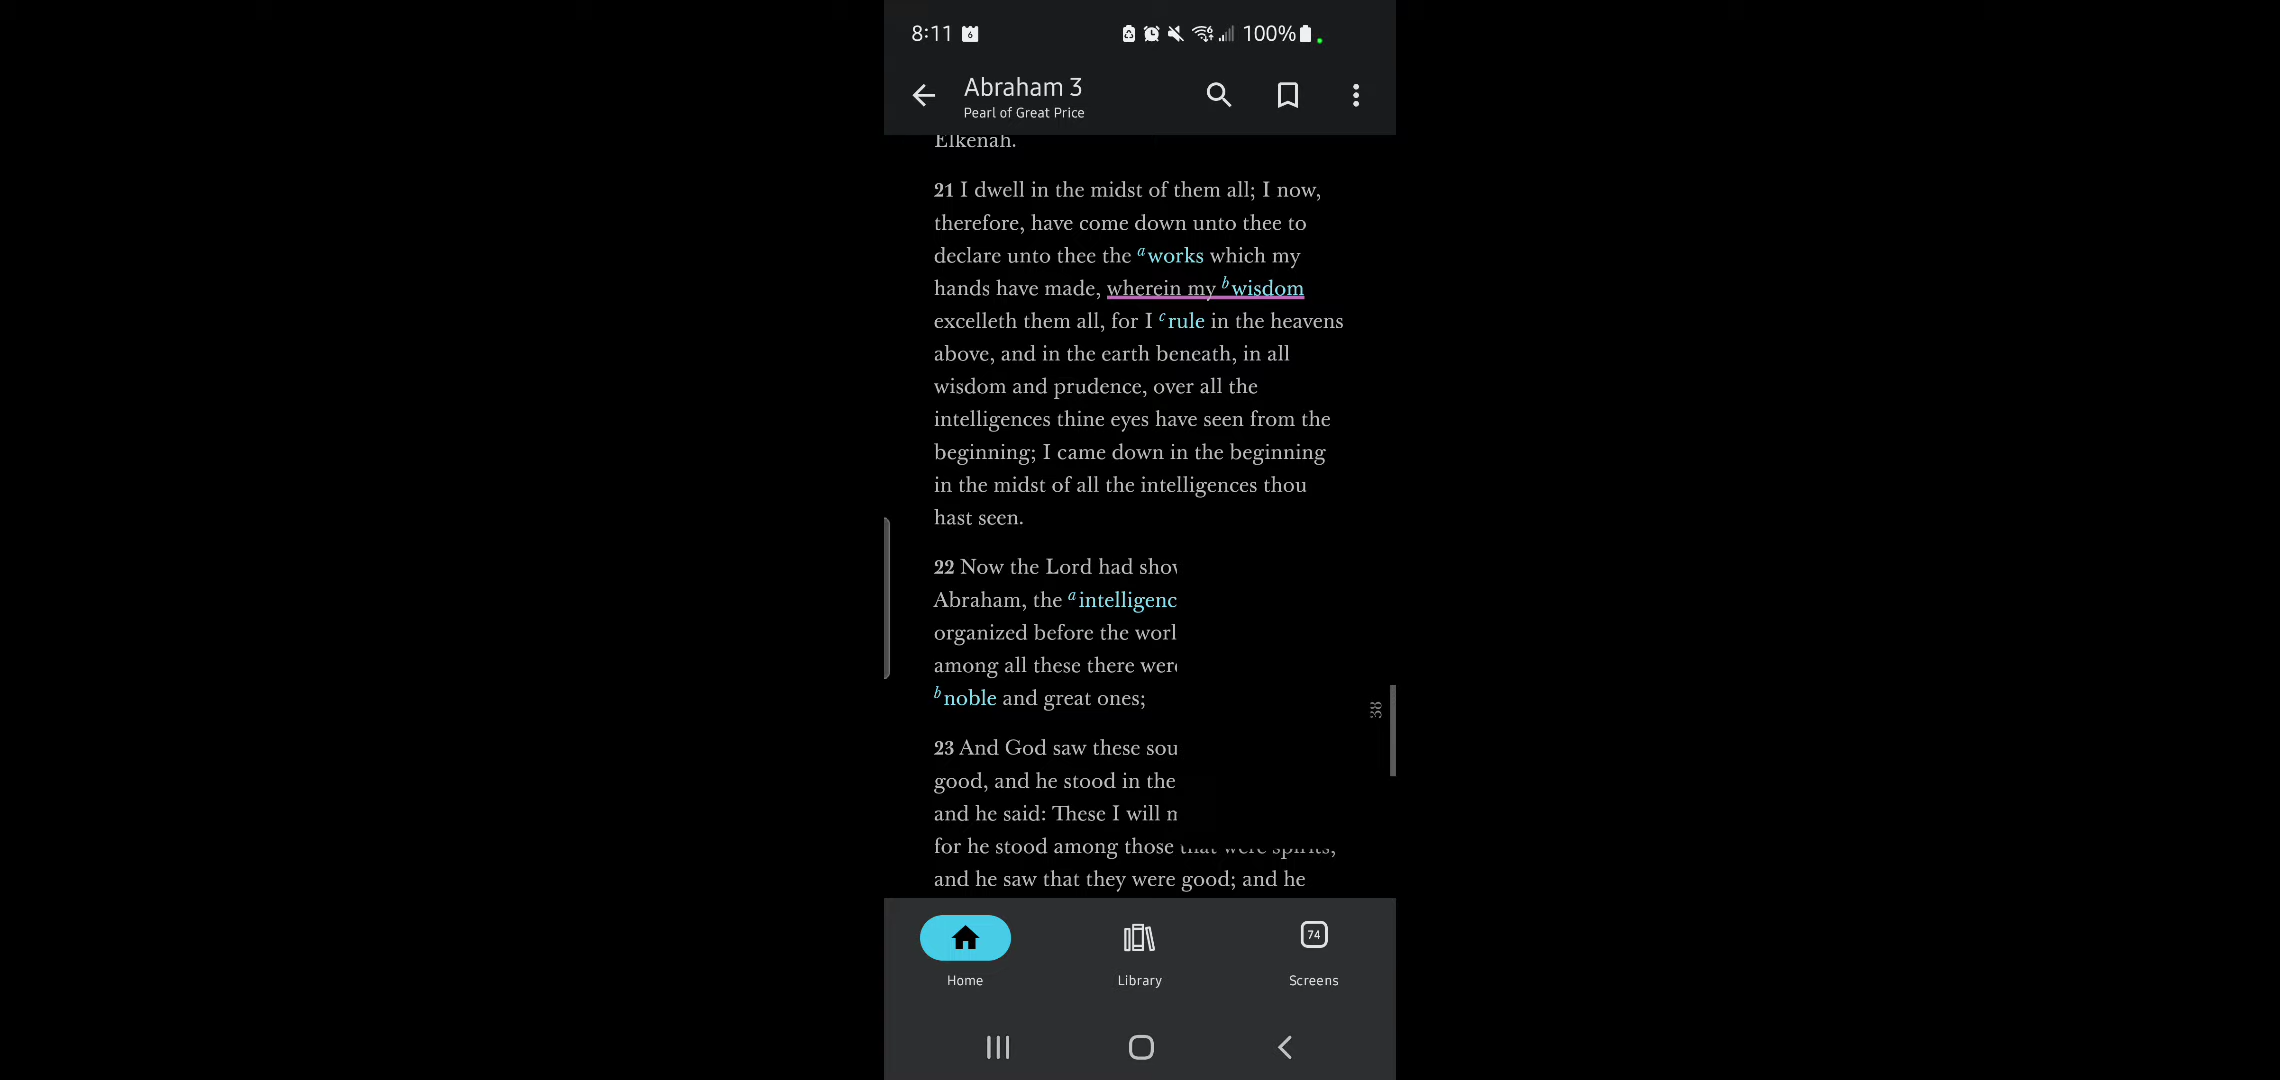 8:11 6 100%
Abraham 3
Pearl of Great Price
Elkenah.
21 I dwell in the midst of them all; I now,
therefore, have come down unto thee to
declare unto thee the a works which my
hands have made, wherein my b wisdom
excelleth them all, for I c rule in the heavens
above, and in the earth beneath, in all
wisdom and prudence, over all the
intelligences thine eyes have seen from the
beginning; I came down in the beginning
in the midst of all the intelligences thou
hast seen.
22 Now the Lord had
Abraham, the a intelligenc
organized before the worl
among all these there were
b noble and great ones;
38
23 And God saw these sou
good, and he stood in the
and he said: These I will m
for he stood among those that were spirits,
and he saw that they were good; and he
74
Home Library Screens